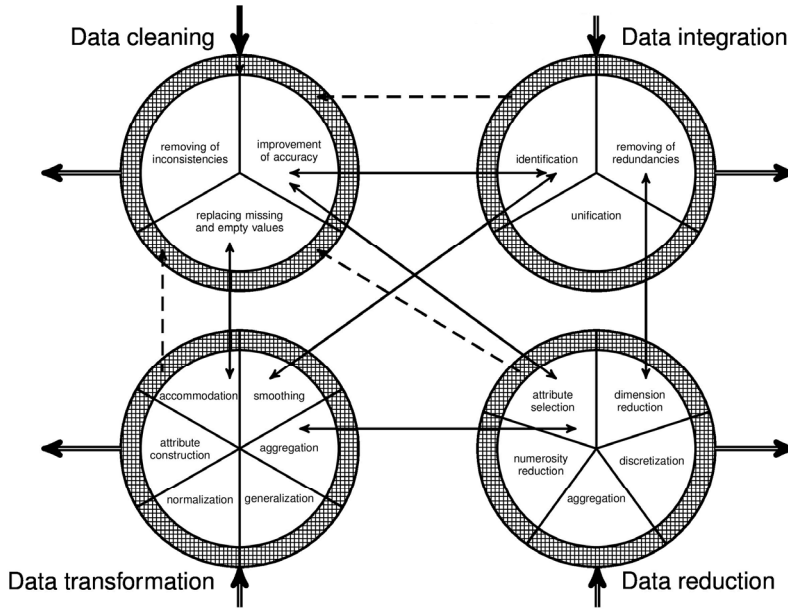 Data cleaning
Data integration
removing of
inconsistencies
improvement
of accuracy
replacing missing
and empty values
identification
removing of
redundancies
unification
accommodation
smoothing
attribute
construction
aggregation
normalization
generalization
attribute
selection
dimension
reduction
numerosity
reduction
discretization
aggregation
Data transformation
Data reduction